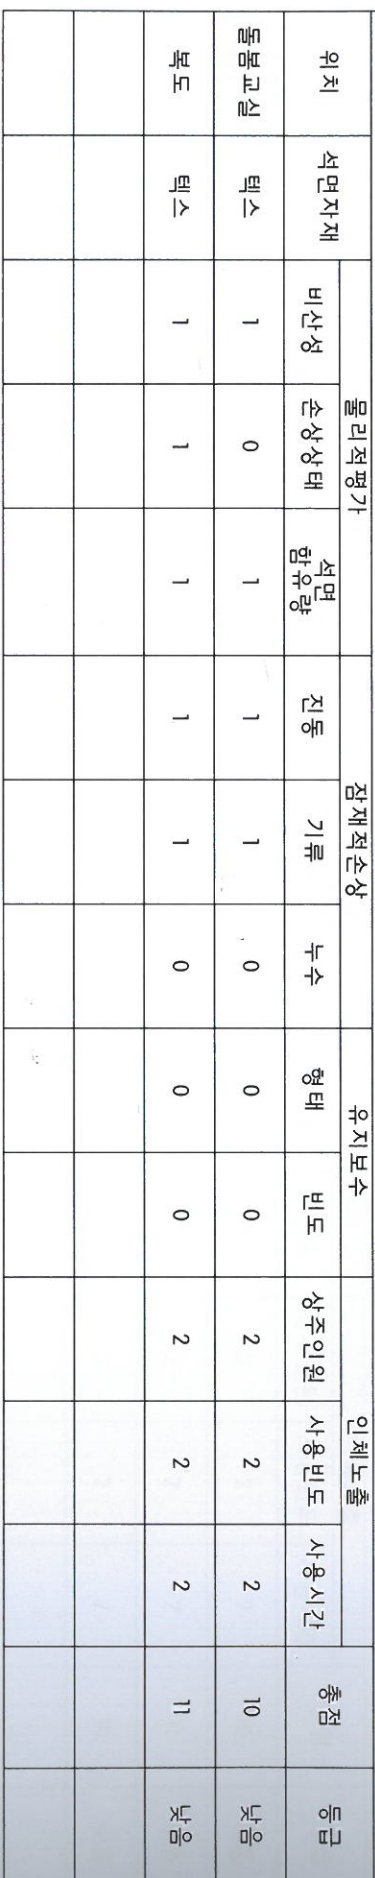 물리적평가 잠재적손상 유지보수 인체노출
위치 석면자재 비산성 손상상태 석면 함유량 진동 기류 누수 형태 빈도 상주인원 사용빈도 사용시간 총점 등급
돌봄교실 텍스 1 0 1 1 1 0 0 0 2 2 2 10 낮음
복도 텍스 1 1 1 1 1 0 0 0 2 2 2 11 낮음